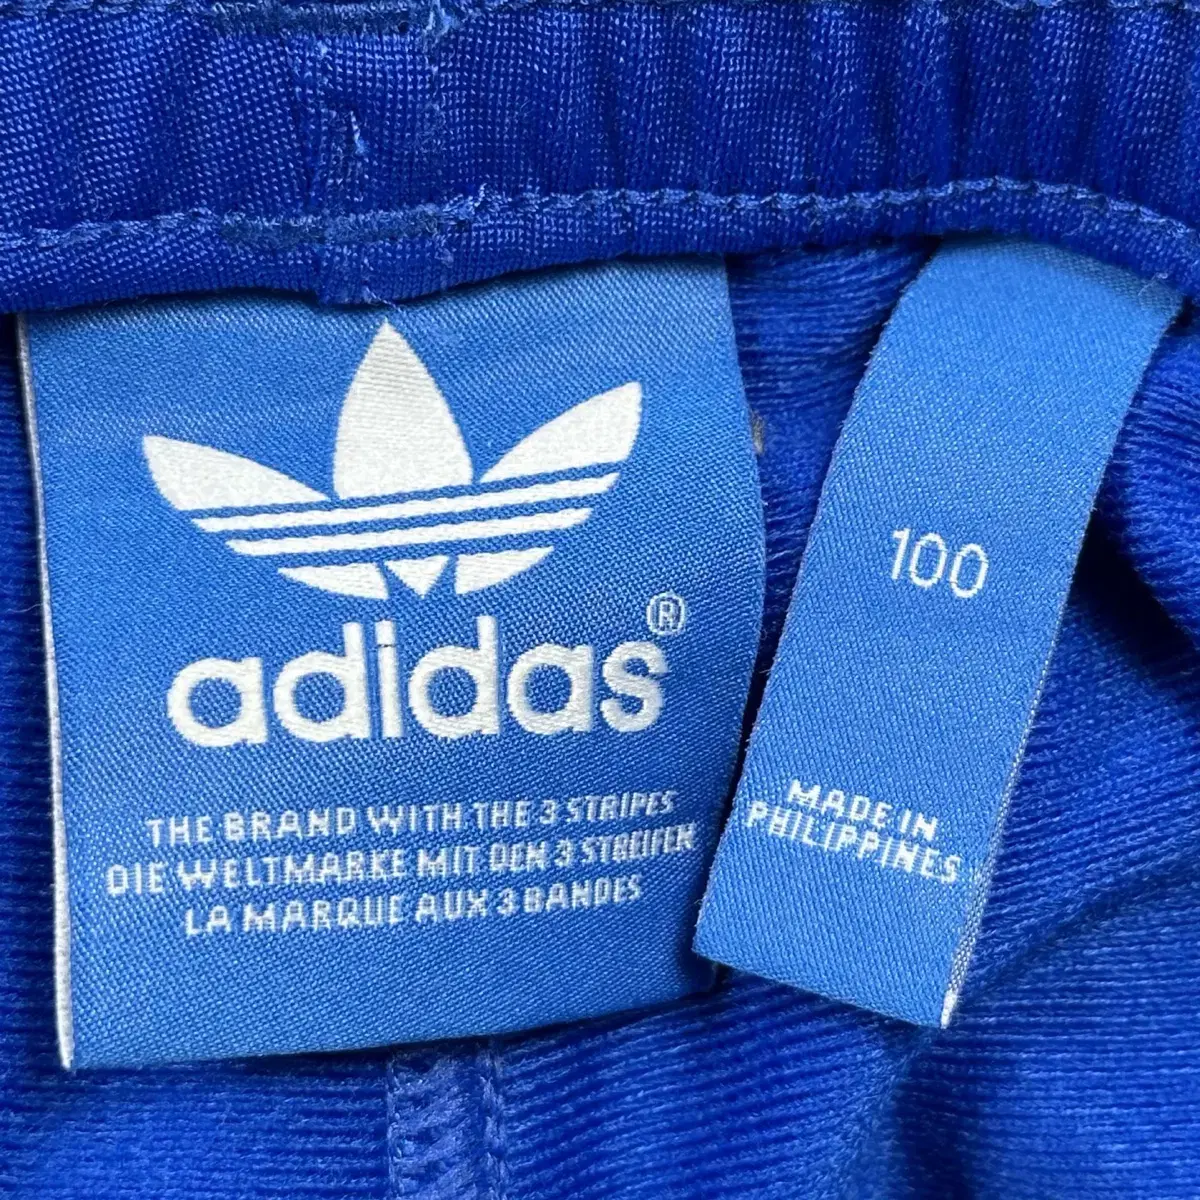 adidas®
THE BRAND WITH THE 3 STRIPES
DIE WELTMARKE MIT DEN 3 STREIFEN
LA MARQUE AUX 3 BANDES
100
MADE IN
PHILIPPINES